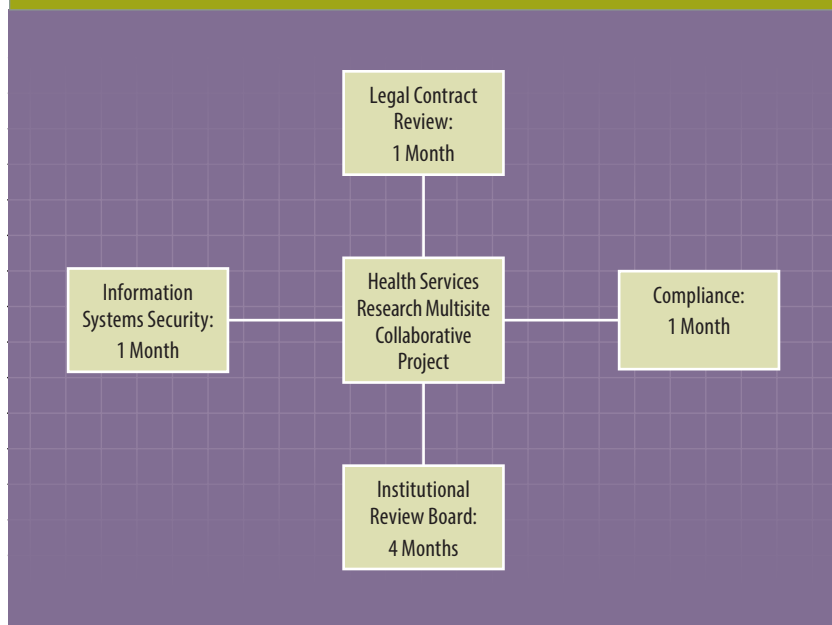 Legal Contract
Review:
1 Month
Information
Systems Security:
1 Month
Health Services
Research Multisite
Collaborative
Project
Compliance:
1 Month
Institutional
Review Board:
4 Months